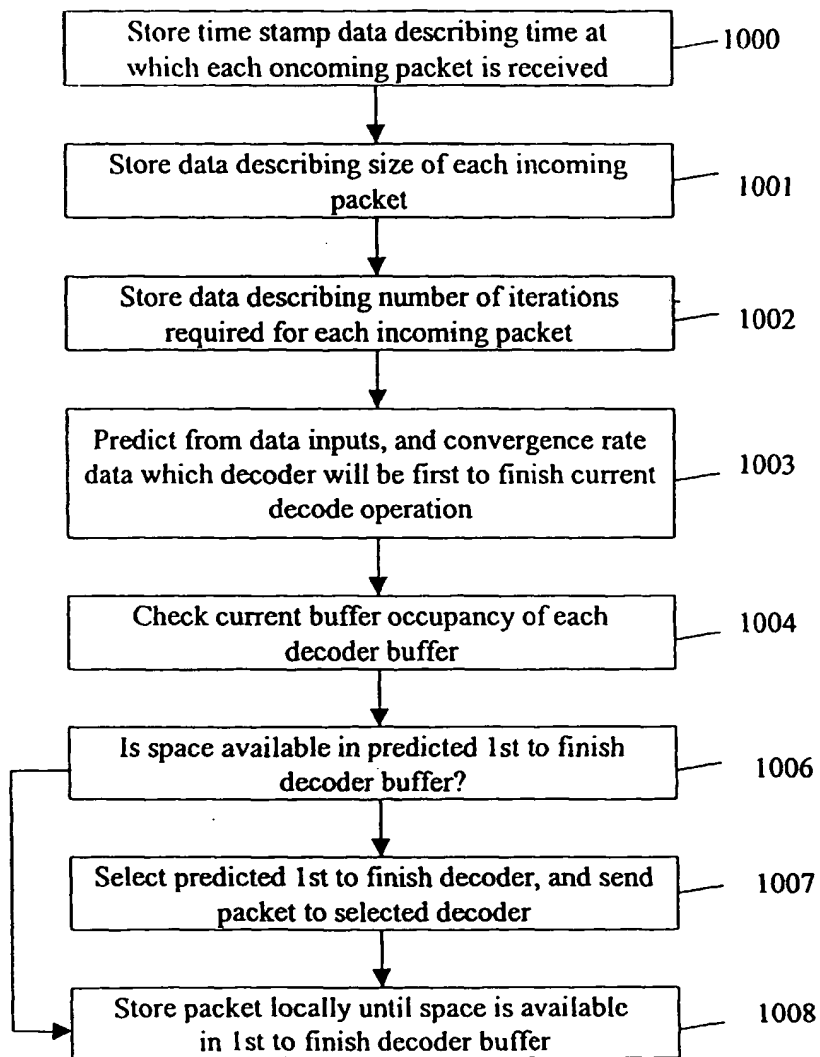 Store time stamp data describing time at
which each oncoming packet is received
1000
Store data describing size of each incoming
packet
1001
Store data describing number of iterations
required for each incoming packet
1002
Predict from data inputs, and convergence rate
data which decoder will be first to finish current
decode operation
1003
Check current buffer occupancy of each
decoder buffer
1004
Is space available in predicted 1st to finish
decoder buffer?
1006
Select predicted 1st to finish decoder, and send
packet to selected decoder
1007
Store packet locally until space is available
in 1st to finish decoder buffer
1008